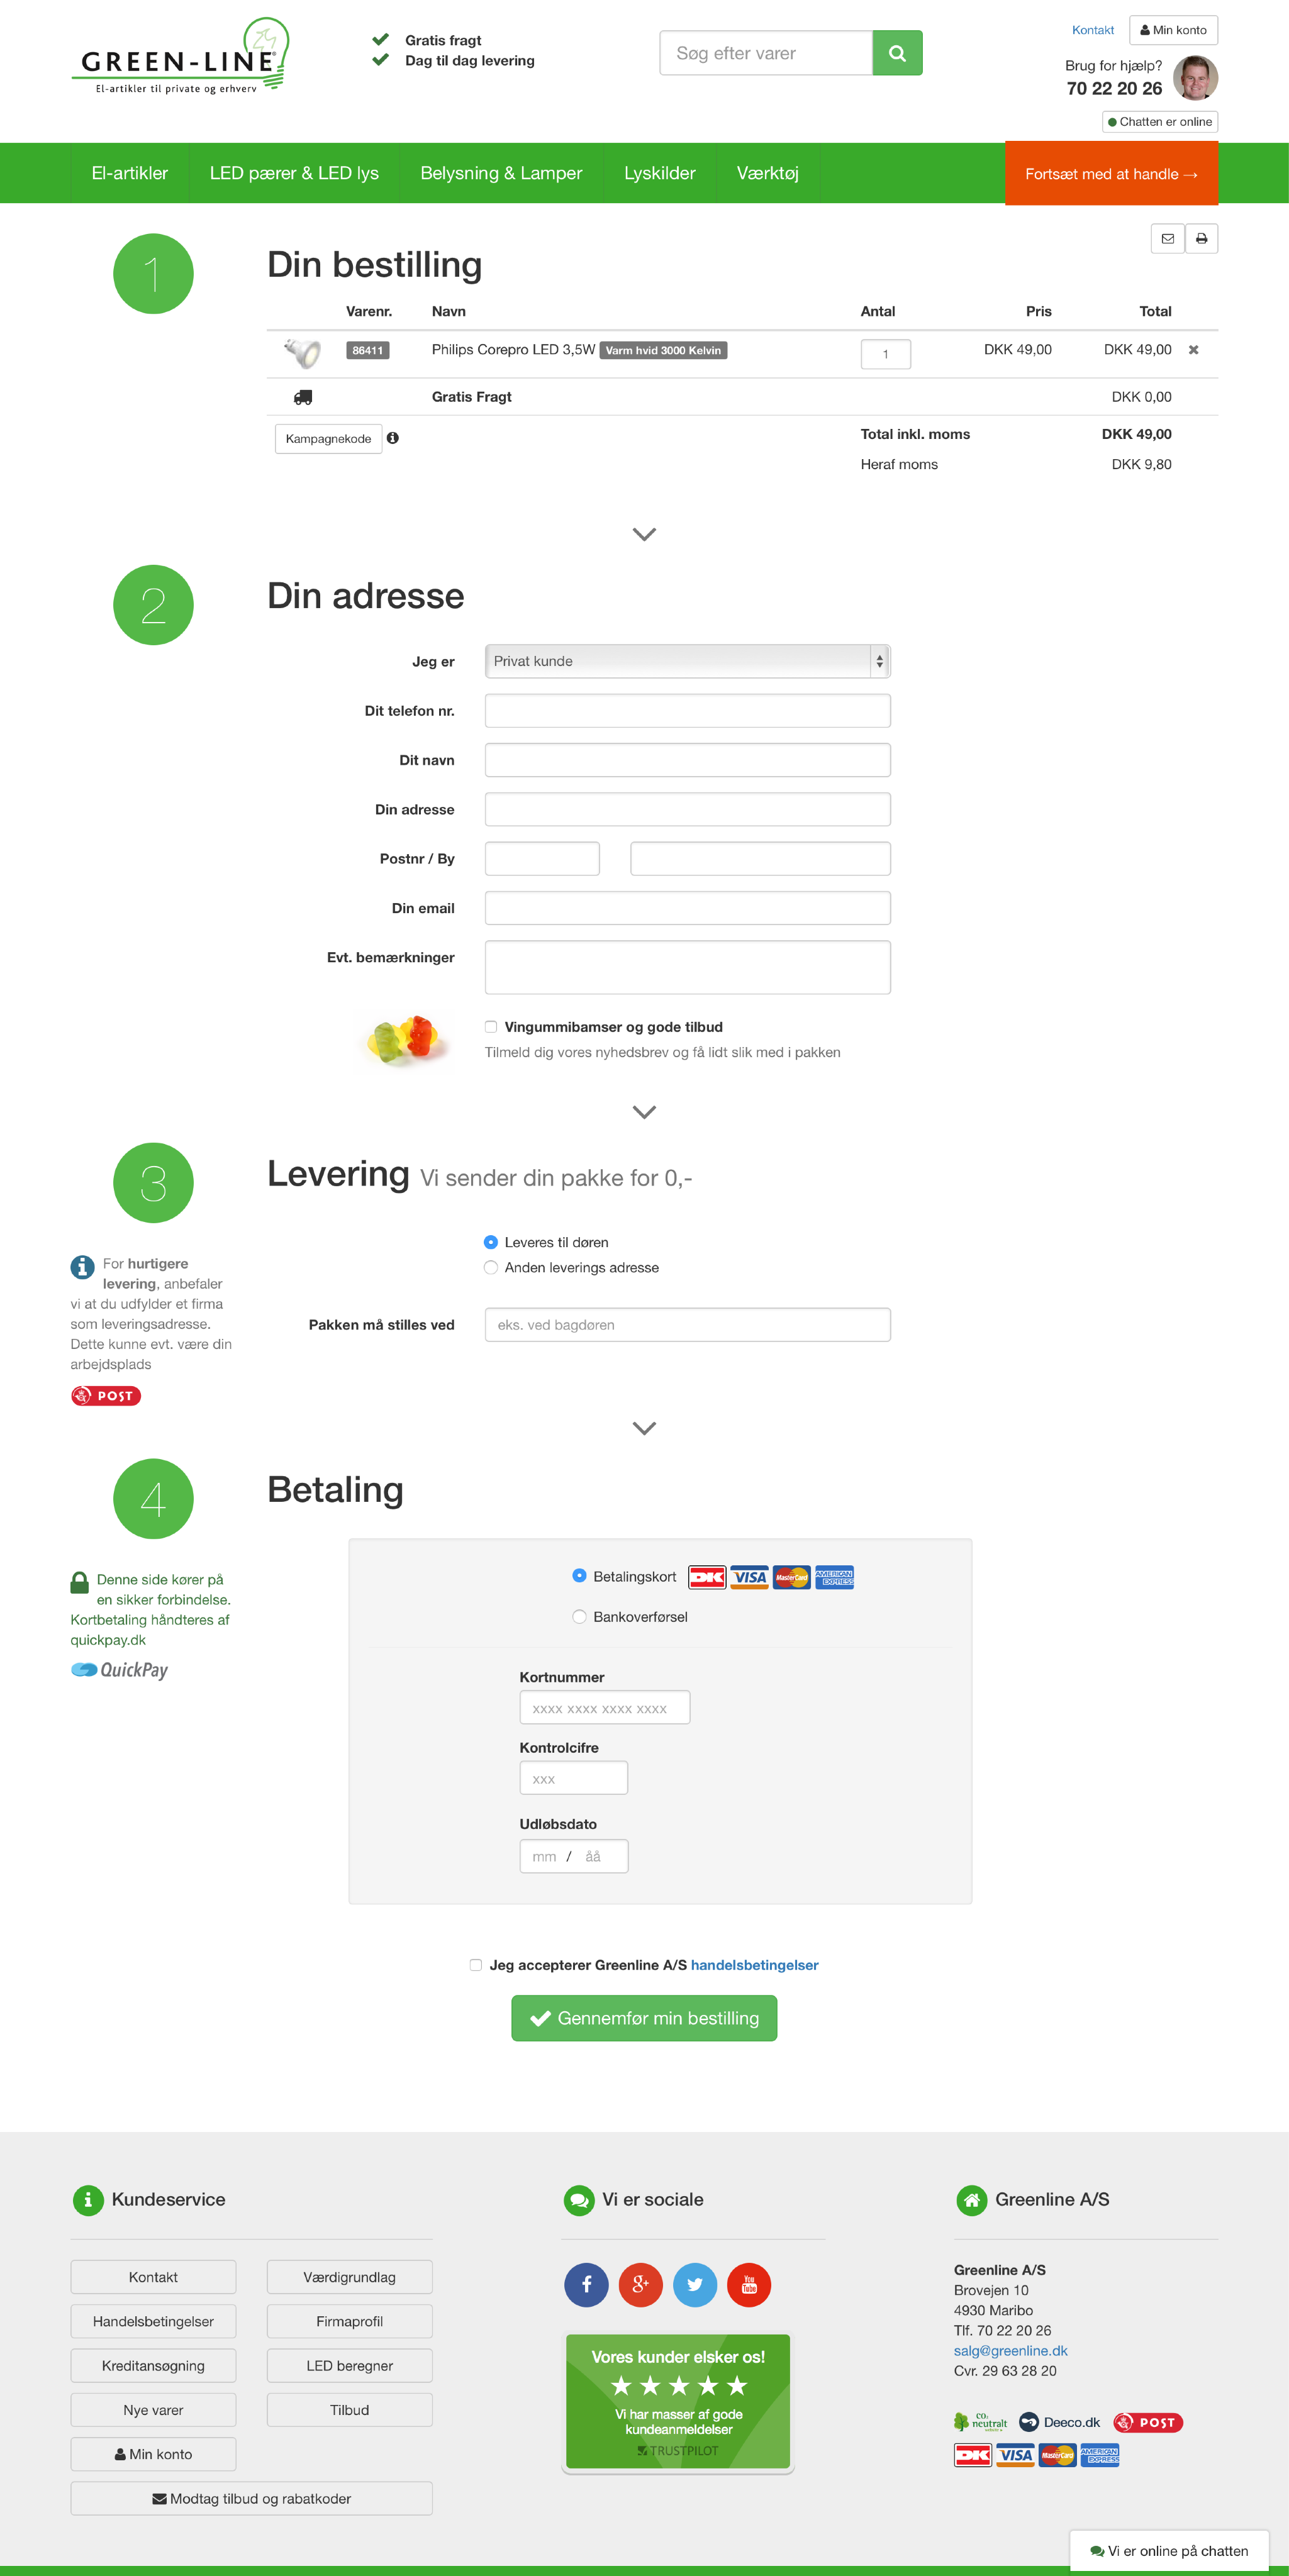 GREEN-LINE®
El-artikler til private og erhverv
Gratis fragt
Dag til dag levering
Søg efter varer
Kontakt
Min konto
Brug for hjælp?
70 22 20 26
Chatten er online
El-artikler
LED pærer & LED lys
Belysning & Lamper
Lyskilder
Værktøj
Fortsæt med at handle →
1
Din bestilling
Varenr. Navn Antal Pris Total
86411 Philips Corepro LED 3,5W Varm hvid 3000 Kelvin 1 DKK 49,00 DKK 49,00
Gratis Fragt DKK 0,00
Kampagnekode
Total inkl. moms DKK 49,00
Heraf moms DKK 9,80
2
Din adresse
Jeg er Privat kunde
Dit telefon nr.
Dit navn
Din adresse
Postnr / By
Din email
Evt. bemærkninger
Vingummibamser og gode tilbud
Tilmeld dig vores nyhedsbrev og få lidt slik med i pakken
3
Levering Vi sender din pakke for 0,-
For hurtigere
levering, anbefaler
vi at du udfylder et firma
som leveringsadresse.
Dette kunne evt. være din
arbejdsplads
POST
Leveres til døren
Anden leverings adresse
Pakken må stilles ved eks. ved bagdøren
4
Betaling
Denne side kører på
en sikker forbindelse.
Kortbetaling håndteres af
quickpay.dk
QuickPay
Betalingskort DK VISA MasterCard AMERICAN EXPRESS
Bankoverførsel
Kortnummer
xxxx xxxx xxxx xxxx
Kontrolcifre
xxx
Udløbsdato
mm / åå
Jeg accepterer Greenline A/S handelsbetingelser
Gennemfør min bestilling
Kundeservice
Kontakt
Værdigrundlag
Handelsbetingelser
Firmaprofil
Kreditansøgning
LED beregner
Nye varer
Tilbud
Min konto
Modtag tilbud og rabatkoder
Vi er sociale
f
g+
You Tube
Vores kunder elsker os!
Vi har masser af gode
kundeanmeldelser
TRUSTPILOT
Greenline A/S
Greenline A/S
Brovejen 10
4930 Maribo
Tlf. 70 22 20 26
salg@greenline.dk
Cvr. 29 63 28 20
CO₂ neutralt
Deeco.dk
POST
DK VISA MasterCard AMERICAN EXPRESS
Vi er online på chatten